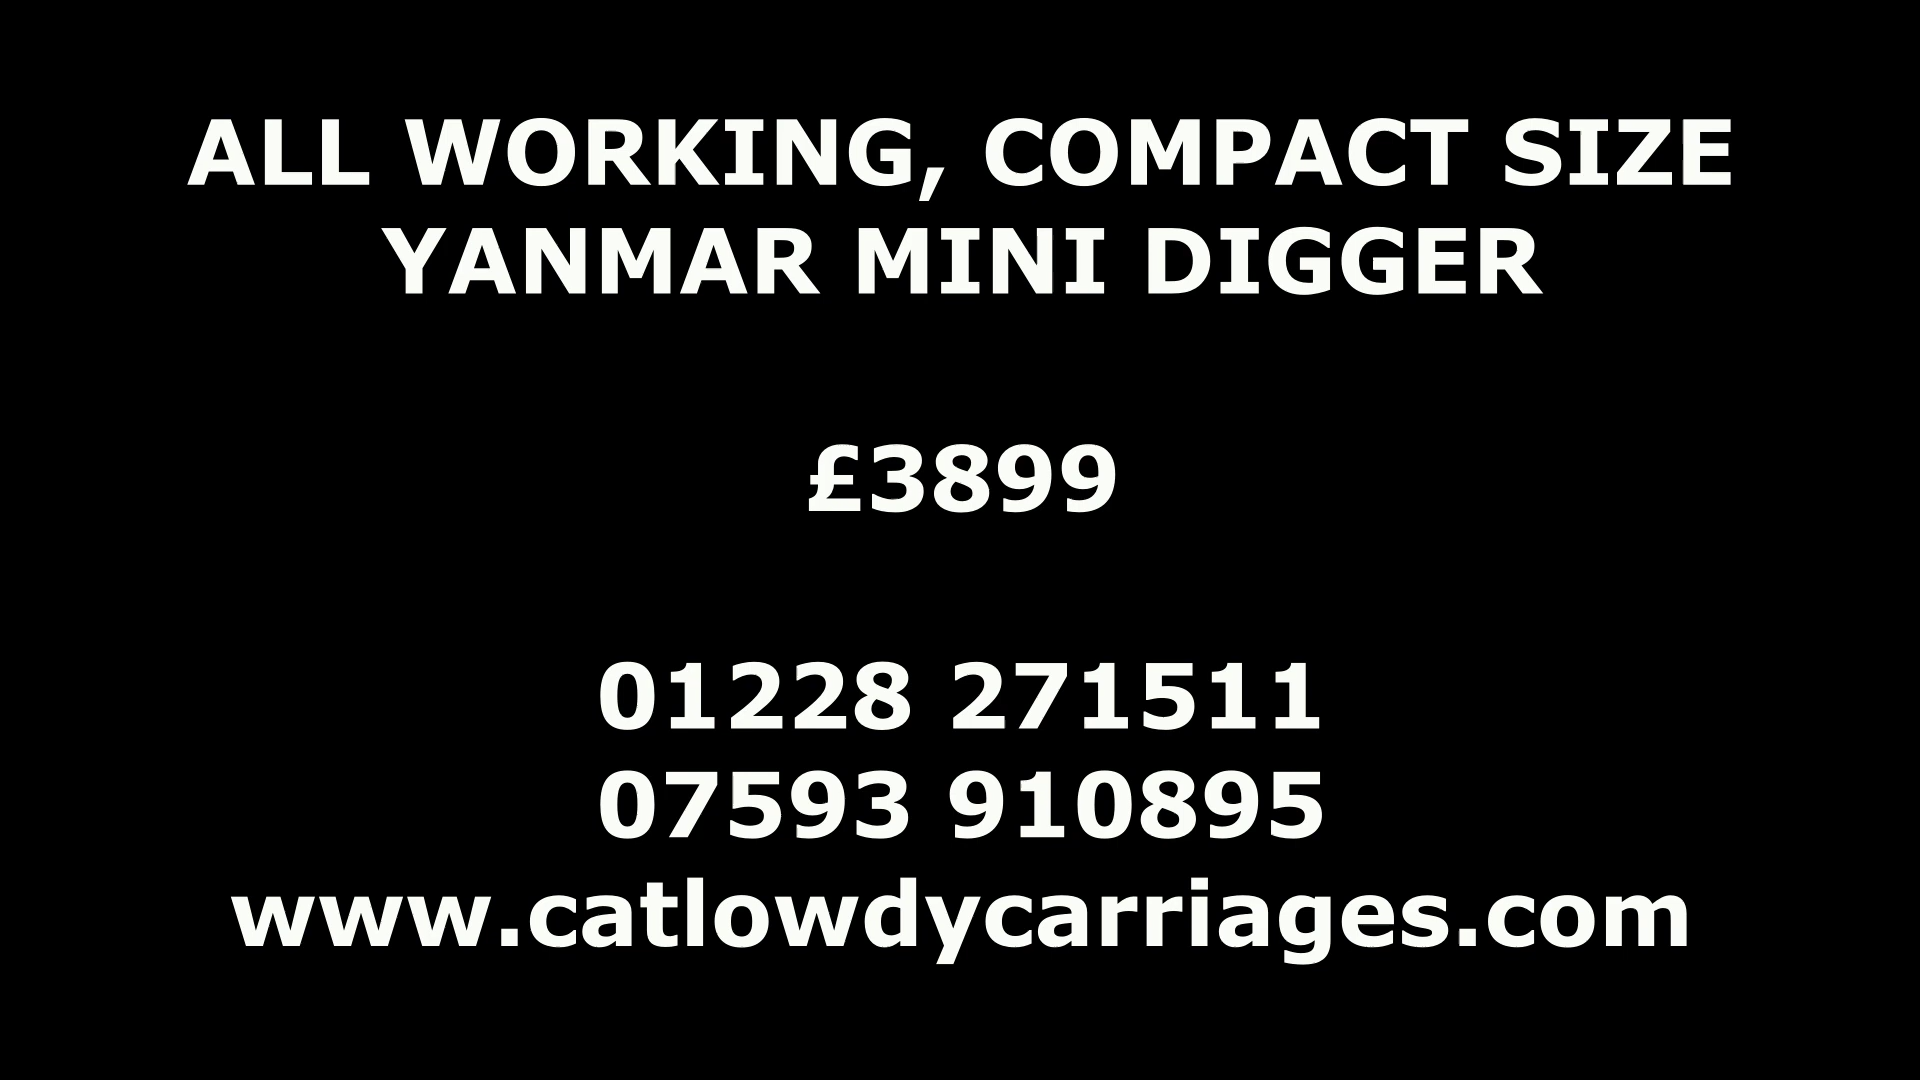 ALL WORKING, COMPACT SIZE
YANMAR MINI DIGGER
£3899
01228 271511
07593 910895
www.catlowdycarriages.com